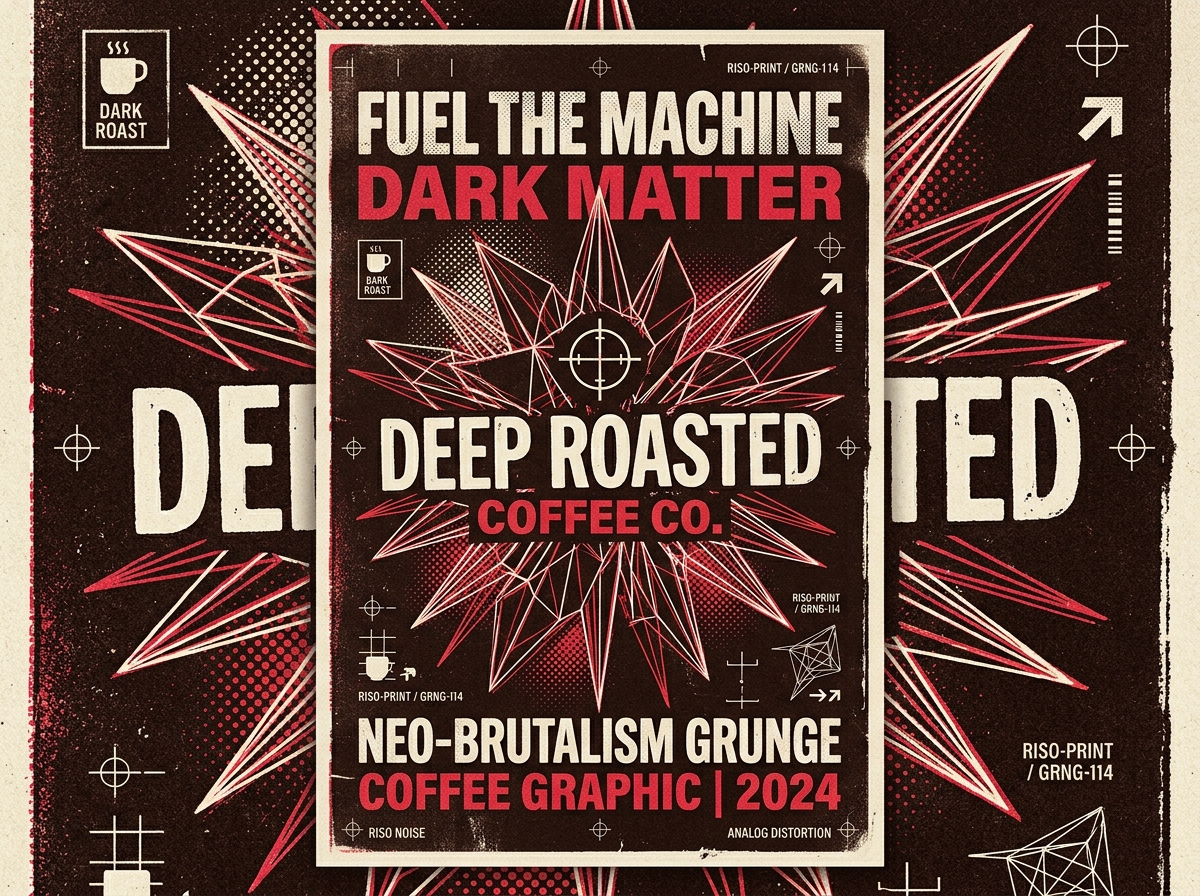 DARK
ROAST
RISO-PRINT / GRNG-114
FUEL THE MACHINE
DARK MATTER
BARK
ROAST
DEEP ROASTED
COFFEE CO.
DEE
TED
RISO-PRINT
/ GRNG-114
RISO-PRINT / GRNG-114
NEO-BRUTALISM GRUNGE
COFFEE GRAPHIC | 2024
RISO NOISE
ANALOG DISTORTION
RISO-PRINT
/ GRNG-114